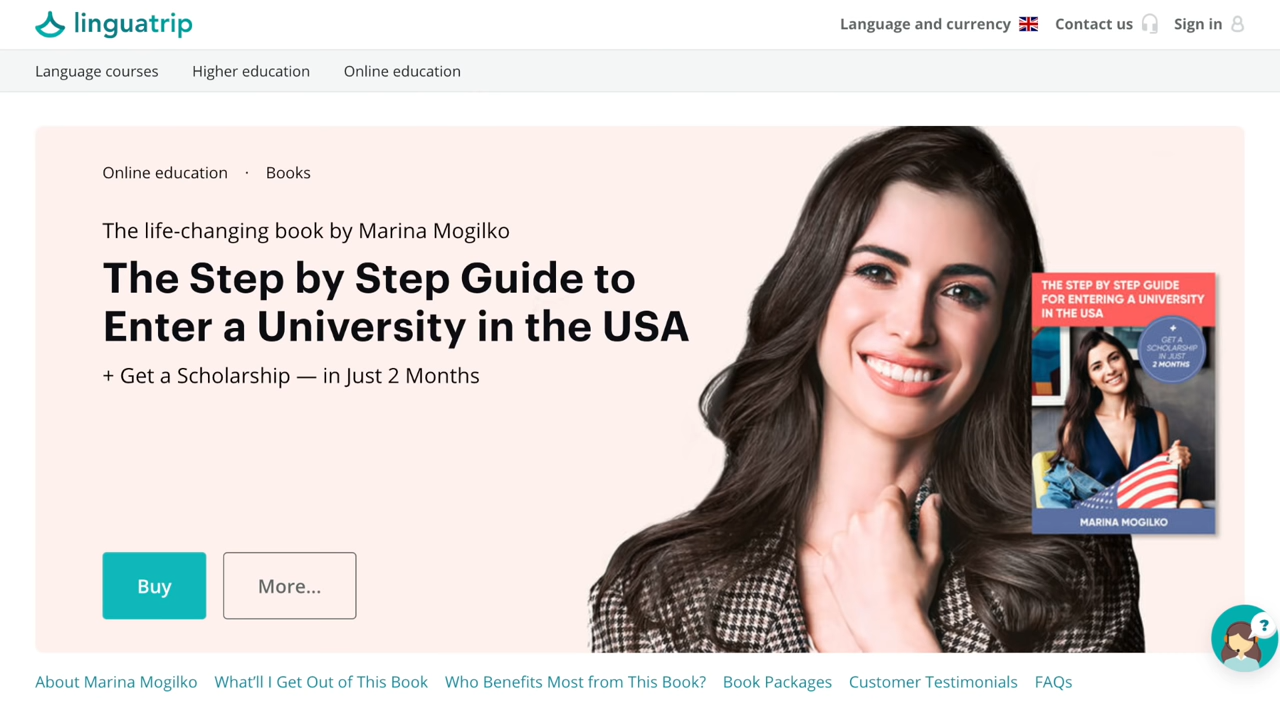 linguatrip
Language and currency Contact us Sign in
Language courses Higher education Online education
Online education · Books
The life-changing book by Marina Mogilko
The Step by Step Guide to
Enter a University in the USA
+ Get a Scholarship — in Just 2 Months
THE STEP BY STEP GUIDE
FOR ENTERING A UNIVERSITY
IN THE USA
+
GET A
SCHOLARSHIP
IN JUST
2 MONTHS
MARINA MOGILKO
Buy More...
?
About Marina Mogilko What’ll I Get Out of This Book Who Benefits Most from This Book? Book Packages Customer Testimonials FAQs